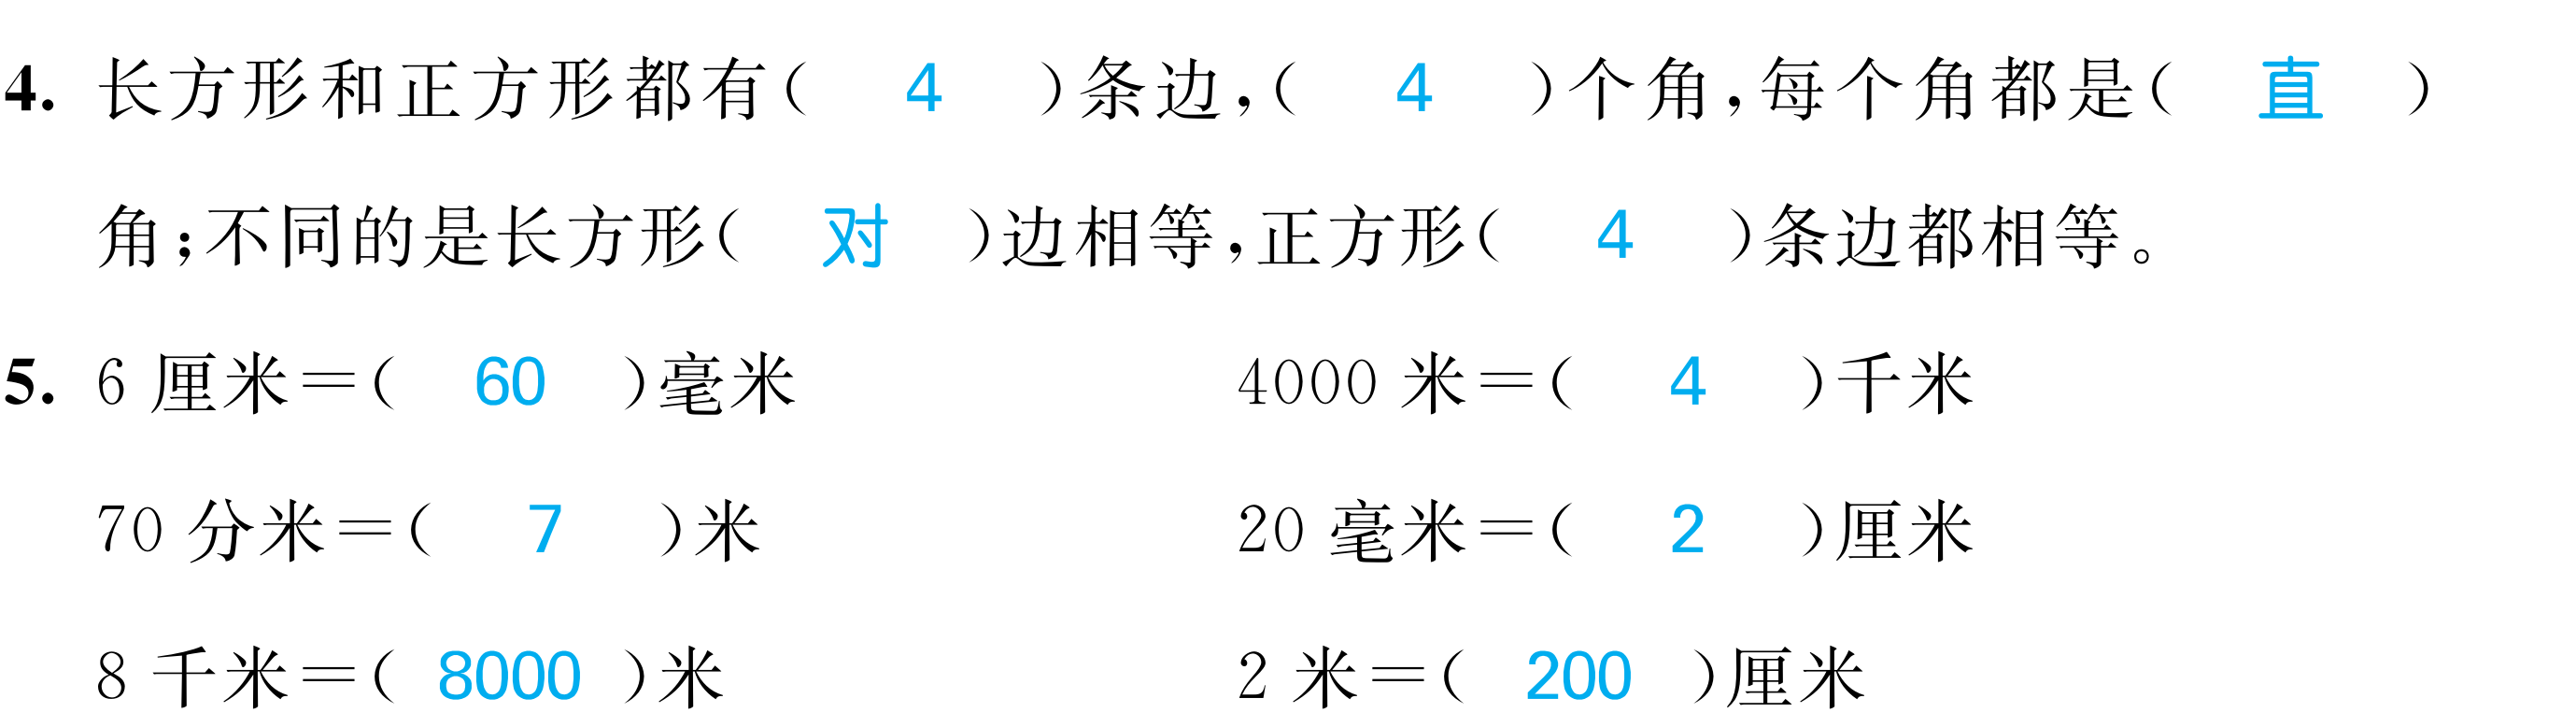 4. 长方形和正方形都有( 4 )条边,( 4 )个角,每个角都是( 直 )
角;不同的是长方形( 对 )边相等,正方形( 4 )条边都相等。
5. 6 厘米=( 60 )毫米 4000 米=( 4 )千米
70 分米=( 7 )米 20 毫米=( 2 )厘米
8 千米=( 8000 )米 2 米=( 200 )厘米